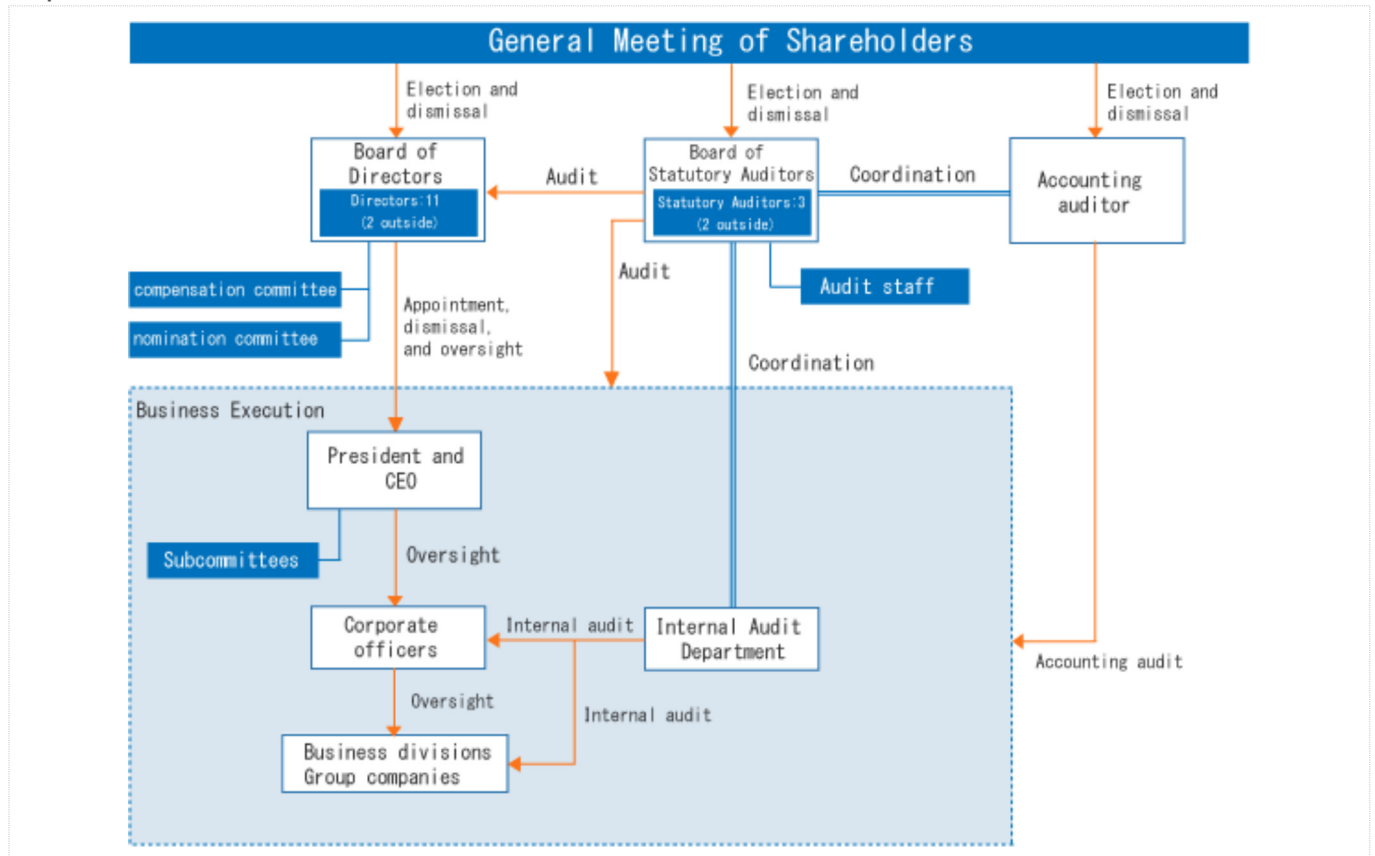 General Meeting of Shareholders
Election and
dismissal
Election and
dismissal
Election and
dismissal
Board of
Directors
Directors:11
(2 outside)
Audit
Board of
Statutory Auditors
Statutory Auditors:3
(2 outside)
Coordination
Accounting
auditor
Audit
Audit staff
compensation committee
nomination committee
Appointment,
dismissal,
and oversight
Coordination
Business Execution
President and
CEO
Subcommittees
Oversight
Corporate
officers
Internal audit
Internal Audit
Department
Accounting audit
Oversight
Internal audit
Business divisions
Group companies